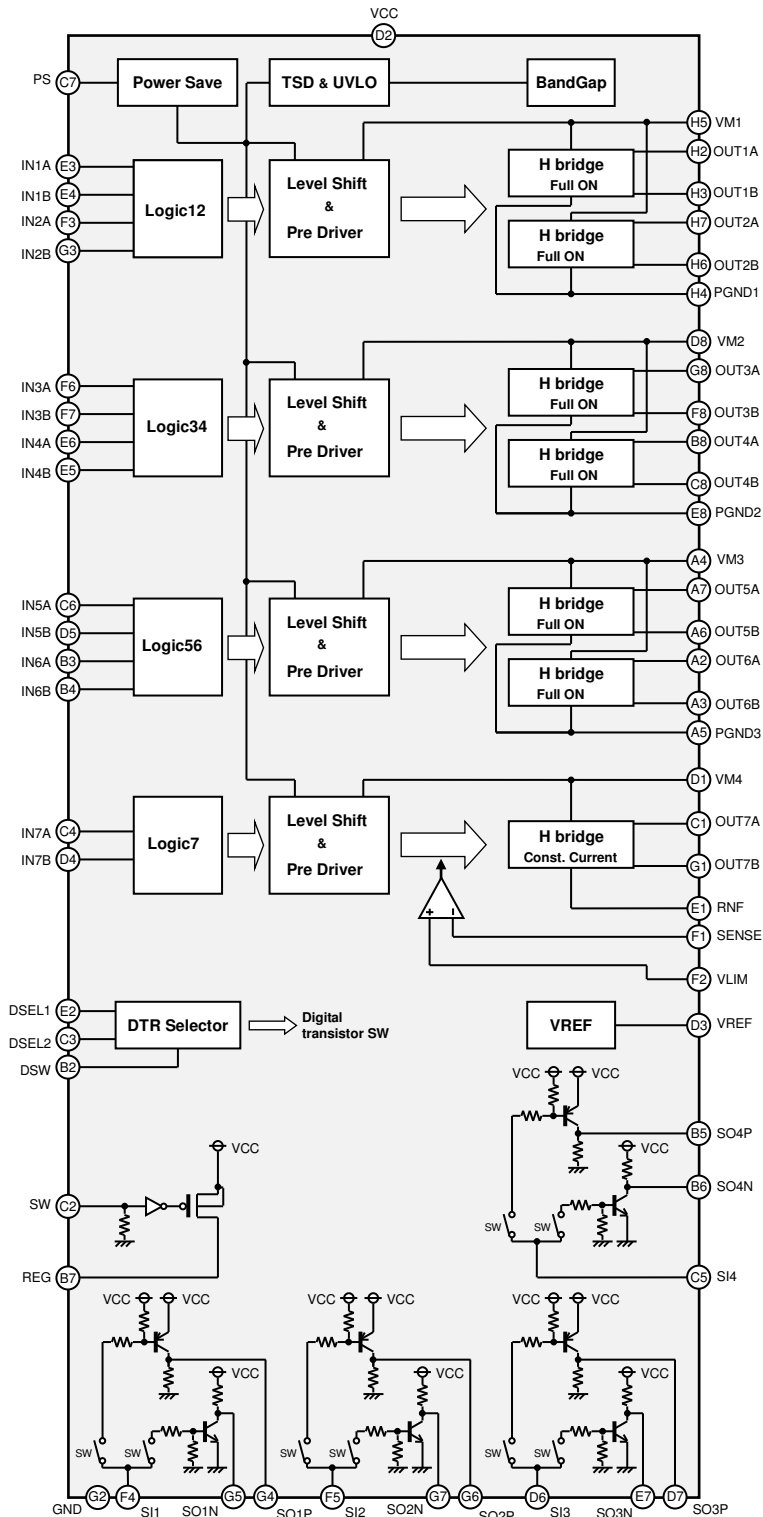 VCC
D2
PS C7 Power Save TSD & UVLO BandGap
H5 VM1
IN1A E3 Logic12 Level Shift & Pre Driver H bridge Full ON H2 OUT1A
IN1B E4 H3 OUT1B
IN2A F3 H bridge Full ON H7 OUT2A
IN2B G3 H6 OUT2B
H4 PGND1
D8 VM2
IN3A F6 Logic34 Level Shift & Pre Driver H bridge Full ON G8 OUT3A
IN3B F7 F8 OUT3B
IN4A E6 H bridge Full ON B8 OUT4A
IN4B E5 C8 OUT4B
E8 PGND2
A4 VM3
IN5A C6 Logic56 Level Shift & Pre Driver H bridge Full ON A7 OUT5A
IN5B D5 A6 OUT5B
IN6A B3 H bridge Full ON A2 OUT6A
IN6B B4 A3 OUT6B
A5 PGND3
D1 VM4
IN7A C4 Logic7 Level Shift & Pre Driver H bridge Const. Current C1 OUT7A
IN7B D4 G1 OUT7B
E1 RNF
+ − F1 SENSE
F2 VLIM
DSEL1 E2 DTR Selector Digital transistor SW VREF D3 VREF
DSEL2 C3
DSW B2
VCC VCC
B5 SO4P
VCC VCC
SW C2 B6 SO4N
SW SW
REG B7 C5 SI4
VCC VCC VCC VCC VCC VCC
VCC VCC VCC
SW SW SW SW SW SW
G2 F4 G5 G4 F5 G7 G6 D6 E7 D7
GND SI1 SO1N SO1P SI2 SO2N SO2P SI3 SO3N SO3P